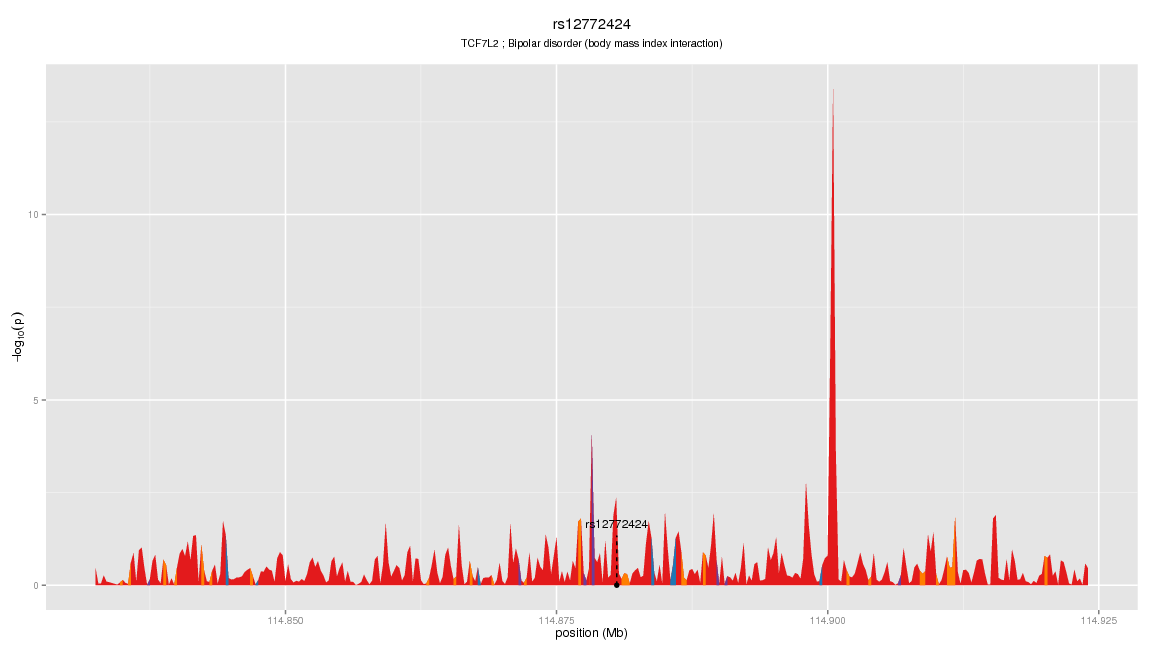 rs12772424
TCF7L2 ; Bipolar disorder (body mass index interaction)
−log10(p)
10
5
0
rs12772424
114.850
114.875
114.900
114.925
position (Mb)